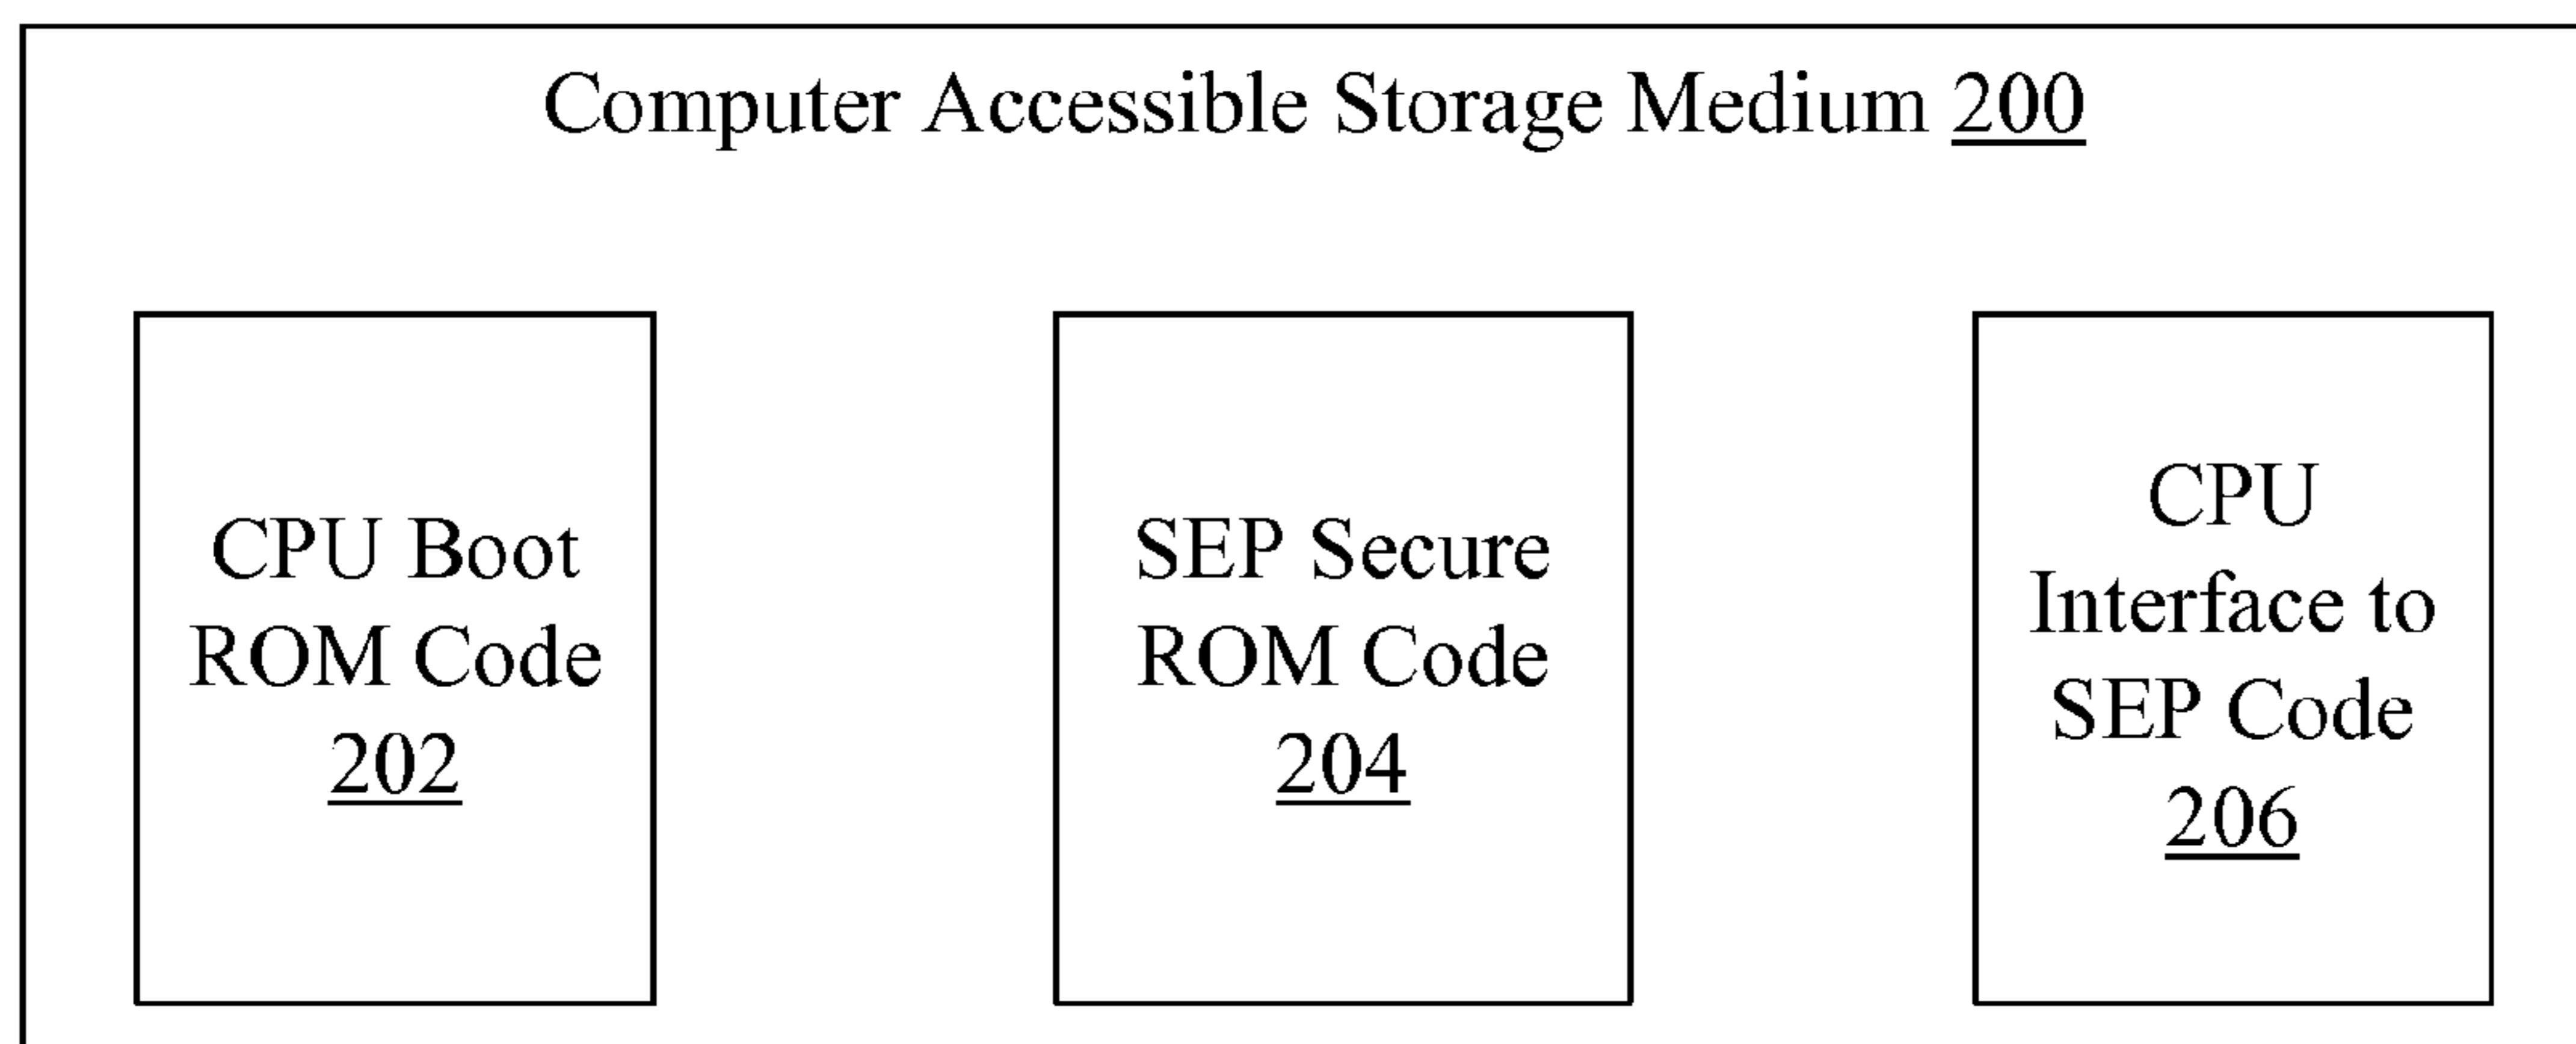 Computer Accessible Storage Medium 200
CPU Boot
ROM Code
202
SEP Secure
ROM Code
204
CPU
Interface to
SEP Code
206